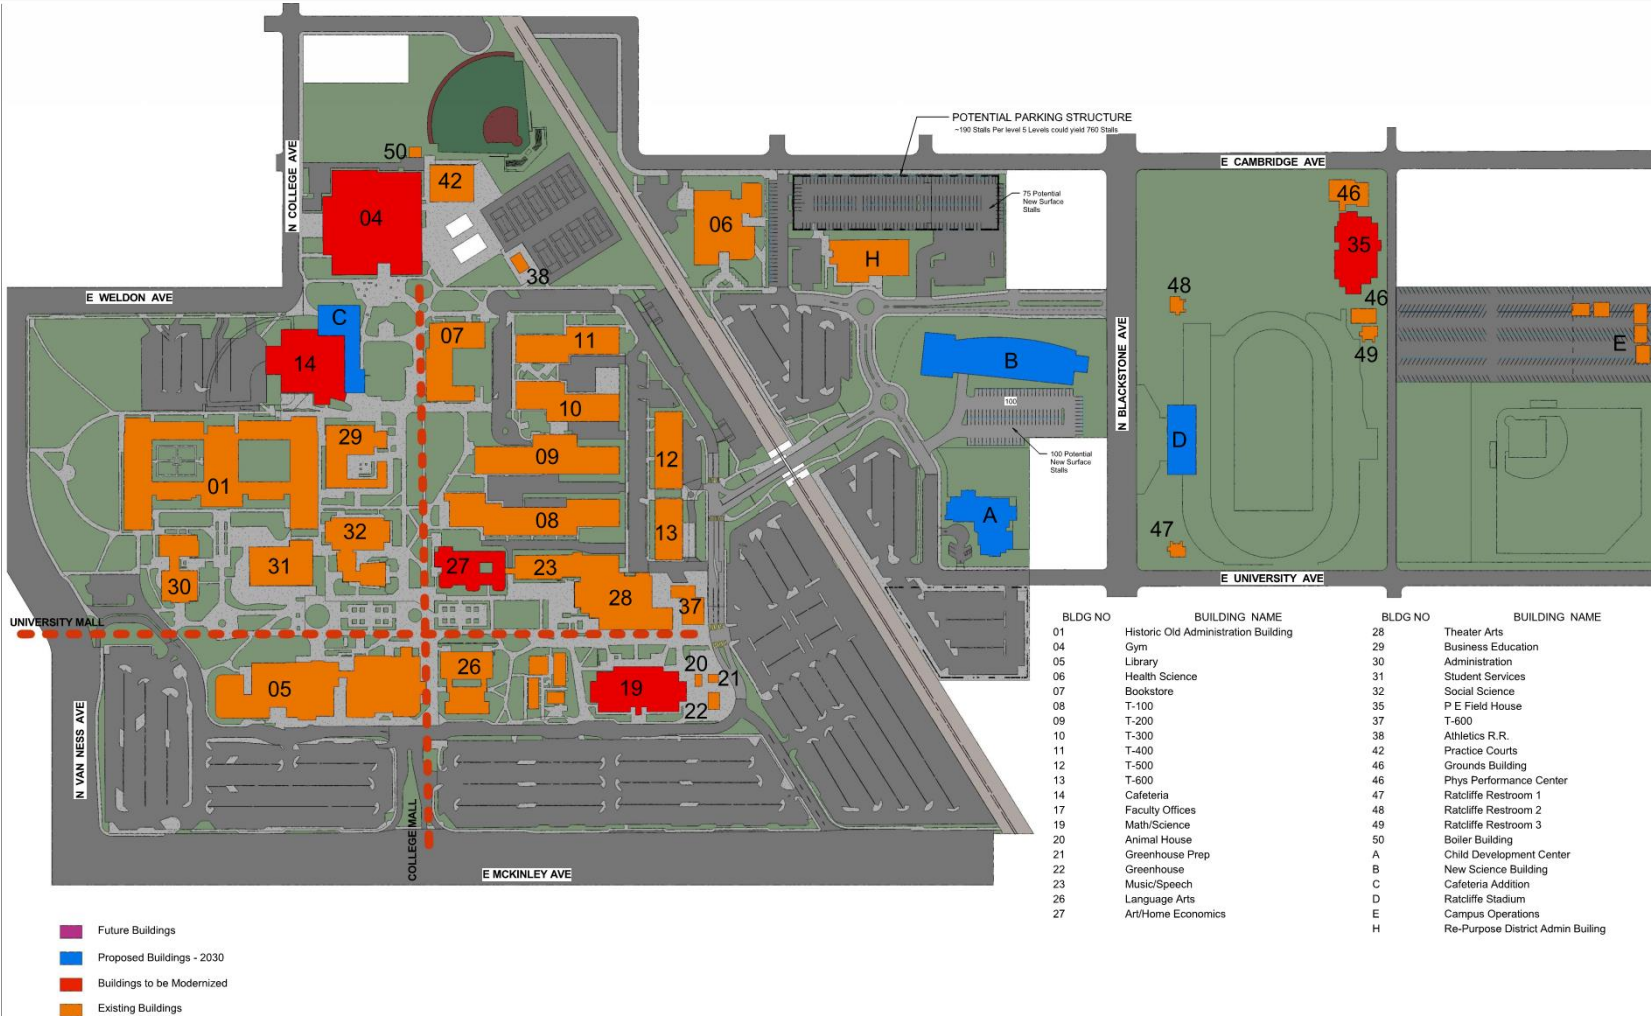 POTENTIAL PARKING STRUCTURE
~190 Stalls Per level 5 Levels could yield 760 Stalls
E CAMBRIDGE AVE
N COLLEGE AVE
50
42
04
06
75 Potential
New Surface
Stalls
46
35
H
38
48
46
49
E
E WELDON AVE
C
07
11
14
B
N BLACKSTONE AVE
10
100
29
09
12
100 Potential
New Surface
Stalls
D
01
08
13
A
32
47
31
27
23
30
28
37
E UNIVERSITY AVE
UNIVERSITY MALL
05
26
19
20
21
22
N VAN NESS AVE
COLLEGE MALL
E MCKINLEY AVE
BLDG NO BUILDING NAME
01 Historic Old Administration Building
04 Gym
05 Library
06 Health Science
07 Bookstore
08 T-100
09 T-200
10 T-300
11 T-400
12 T-500
13 T-600
14 Cafeteria
17 Faculty Offices
19 Math/Science
20 Animal House
21 Greenhouse Prep
22 Greenhouse
23 Music/Speech
26 Language Arts
27 Art/Home Economics
BLDG NO BUILDING NAME
28 Theater Arts
29 Business Education
30 Administration
31 Student Services
32 Social Science
35 P E Field House
37 T-600
38 Athletics R.R.
42 Practice Courts
46 Grounds Building
46 Phys Performance Center
47 Ratcliffe Restroom 1
48 Ratcliffe Restroom 2
49 Ratcliffe Restroom 3
50 Boiler Building
A Child Development Center
B New Science Building
C Cafeteria Addition
D Ratcliffe Stadium
E Campus Operations
H Re-Purpose District Admin Builing
Future Buildings
Proposed Buildings - 2030
Buildings to be Modernized
Existing Buildings